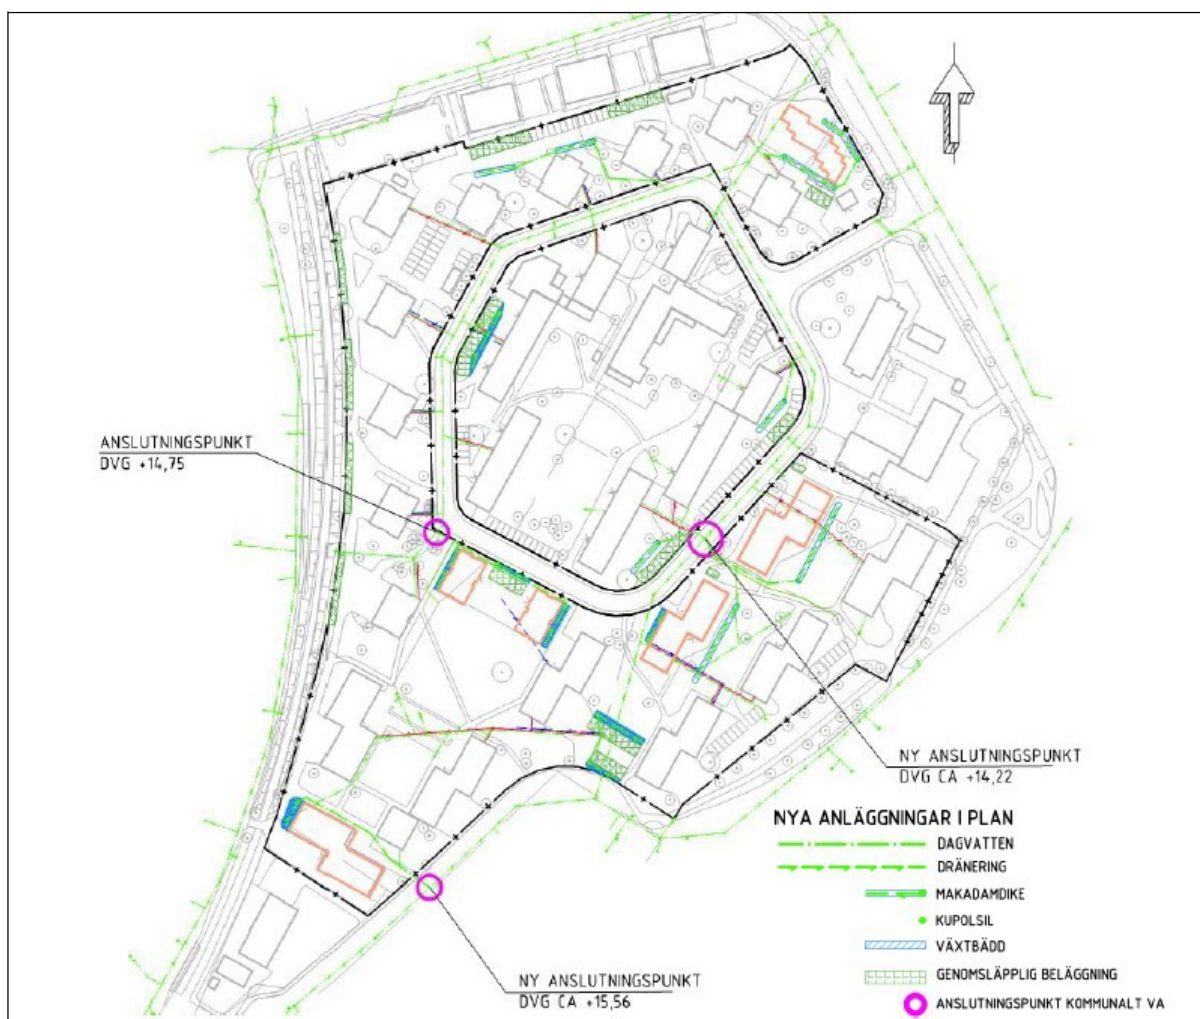 ANSLUTNINGSPUNKT
DVG +14,75
NY ANSLUTNINGSPUNKT
DVG CA +14,22
NY ANSLUTNINGSPUNKT
DVG CA +15,56
NYA ANLÄGGNINGAR I PLAN
DAGVATTEN
DRÄNERING
MAKADAMDIKE
KUPOLSIL
VÄXTBÄDD
GENOMSLÄPPLIG BELÄGGNING
ANSLUTNINGSPUNKT KOMMUNALT VA